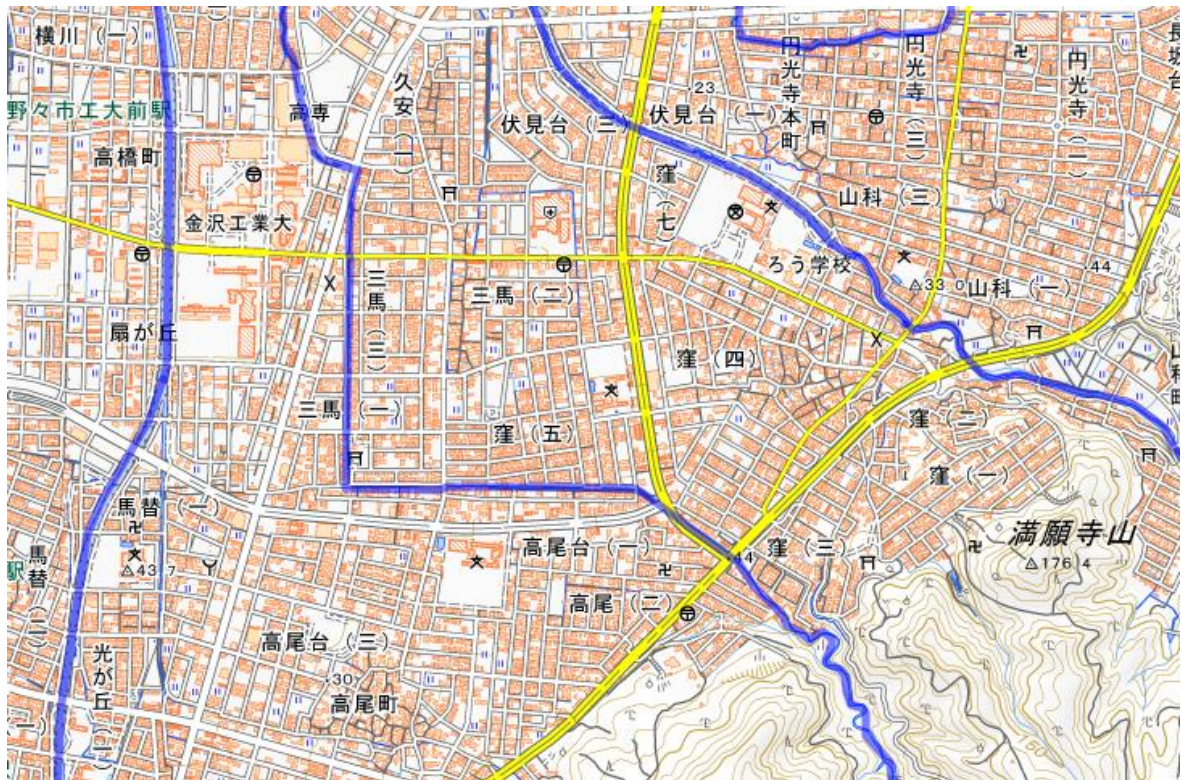 横川（一）
野々市工大前駅
高橋町
高専
久安（一）
伏見台（三）
伏見台（一）
23
円光寺本町
円光寺（三）
円光寺（一）
長坂台
金沢工業大
窪（七）
山科（三）
ろう学校
44
33 0
山科（一）
三馬（三）
三馬（二）
扇が丘
窪（四）
三馬（一）
窪（五）
窪（二）
窪（一）
馬替（一）
馬替（二）
駅
43 7
高尾台（一）
窪（三）
満願寺山
176 4
高尾（二）
高尾台（三）
光が丘（二）
30
高尾町